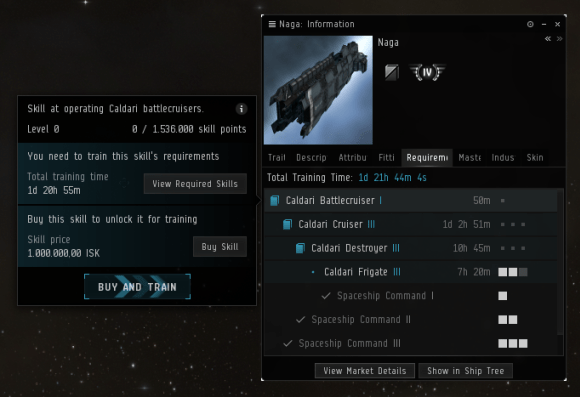 Naga: Information
Naga
IV
Skill at operating Caldari battlecruisers.
Level 0 0 / 1.536.000 skill points
You need to train this skill's requirements
Total training time
1d 20h 55m
View Required Skills
Buy this skill to unlock it for training
Skill price
1.000.000,00 ISK
Buy Skill
BUY AND TRAIN
Trait Descrip Attribu Fitti Requireme Maste Indus Skin
Total Training Time: 1d 21h 44m 4s
Caldari Battlecruiser I 50m
Caldari Cruiser III 1d 2h 51m
Caldari Destroyer III 10h 45m
Caldari Frigate III 7h 20m
Spaceship Command I
Spaceship Command II
Spaceship Command III
View Market Details Show in Ship Tree